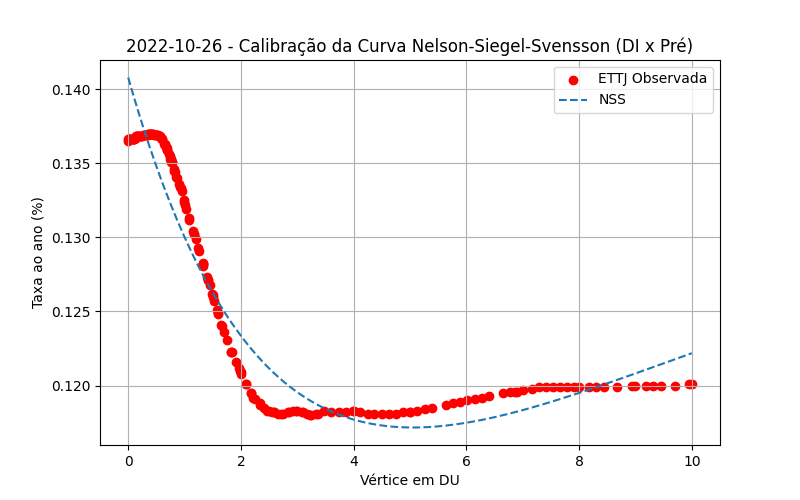 2022-10-26 - Calibração da Curva Nelson-Siegel-Svensson (DI x Pré)
ETTJ Observada
NSS
0.140
0.135
0.130
0.125
0.120
Taxa ao ano (%)
0 2 4 6 8 10
Vértice em DU